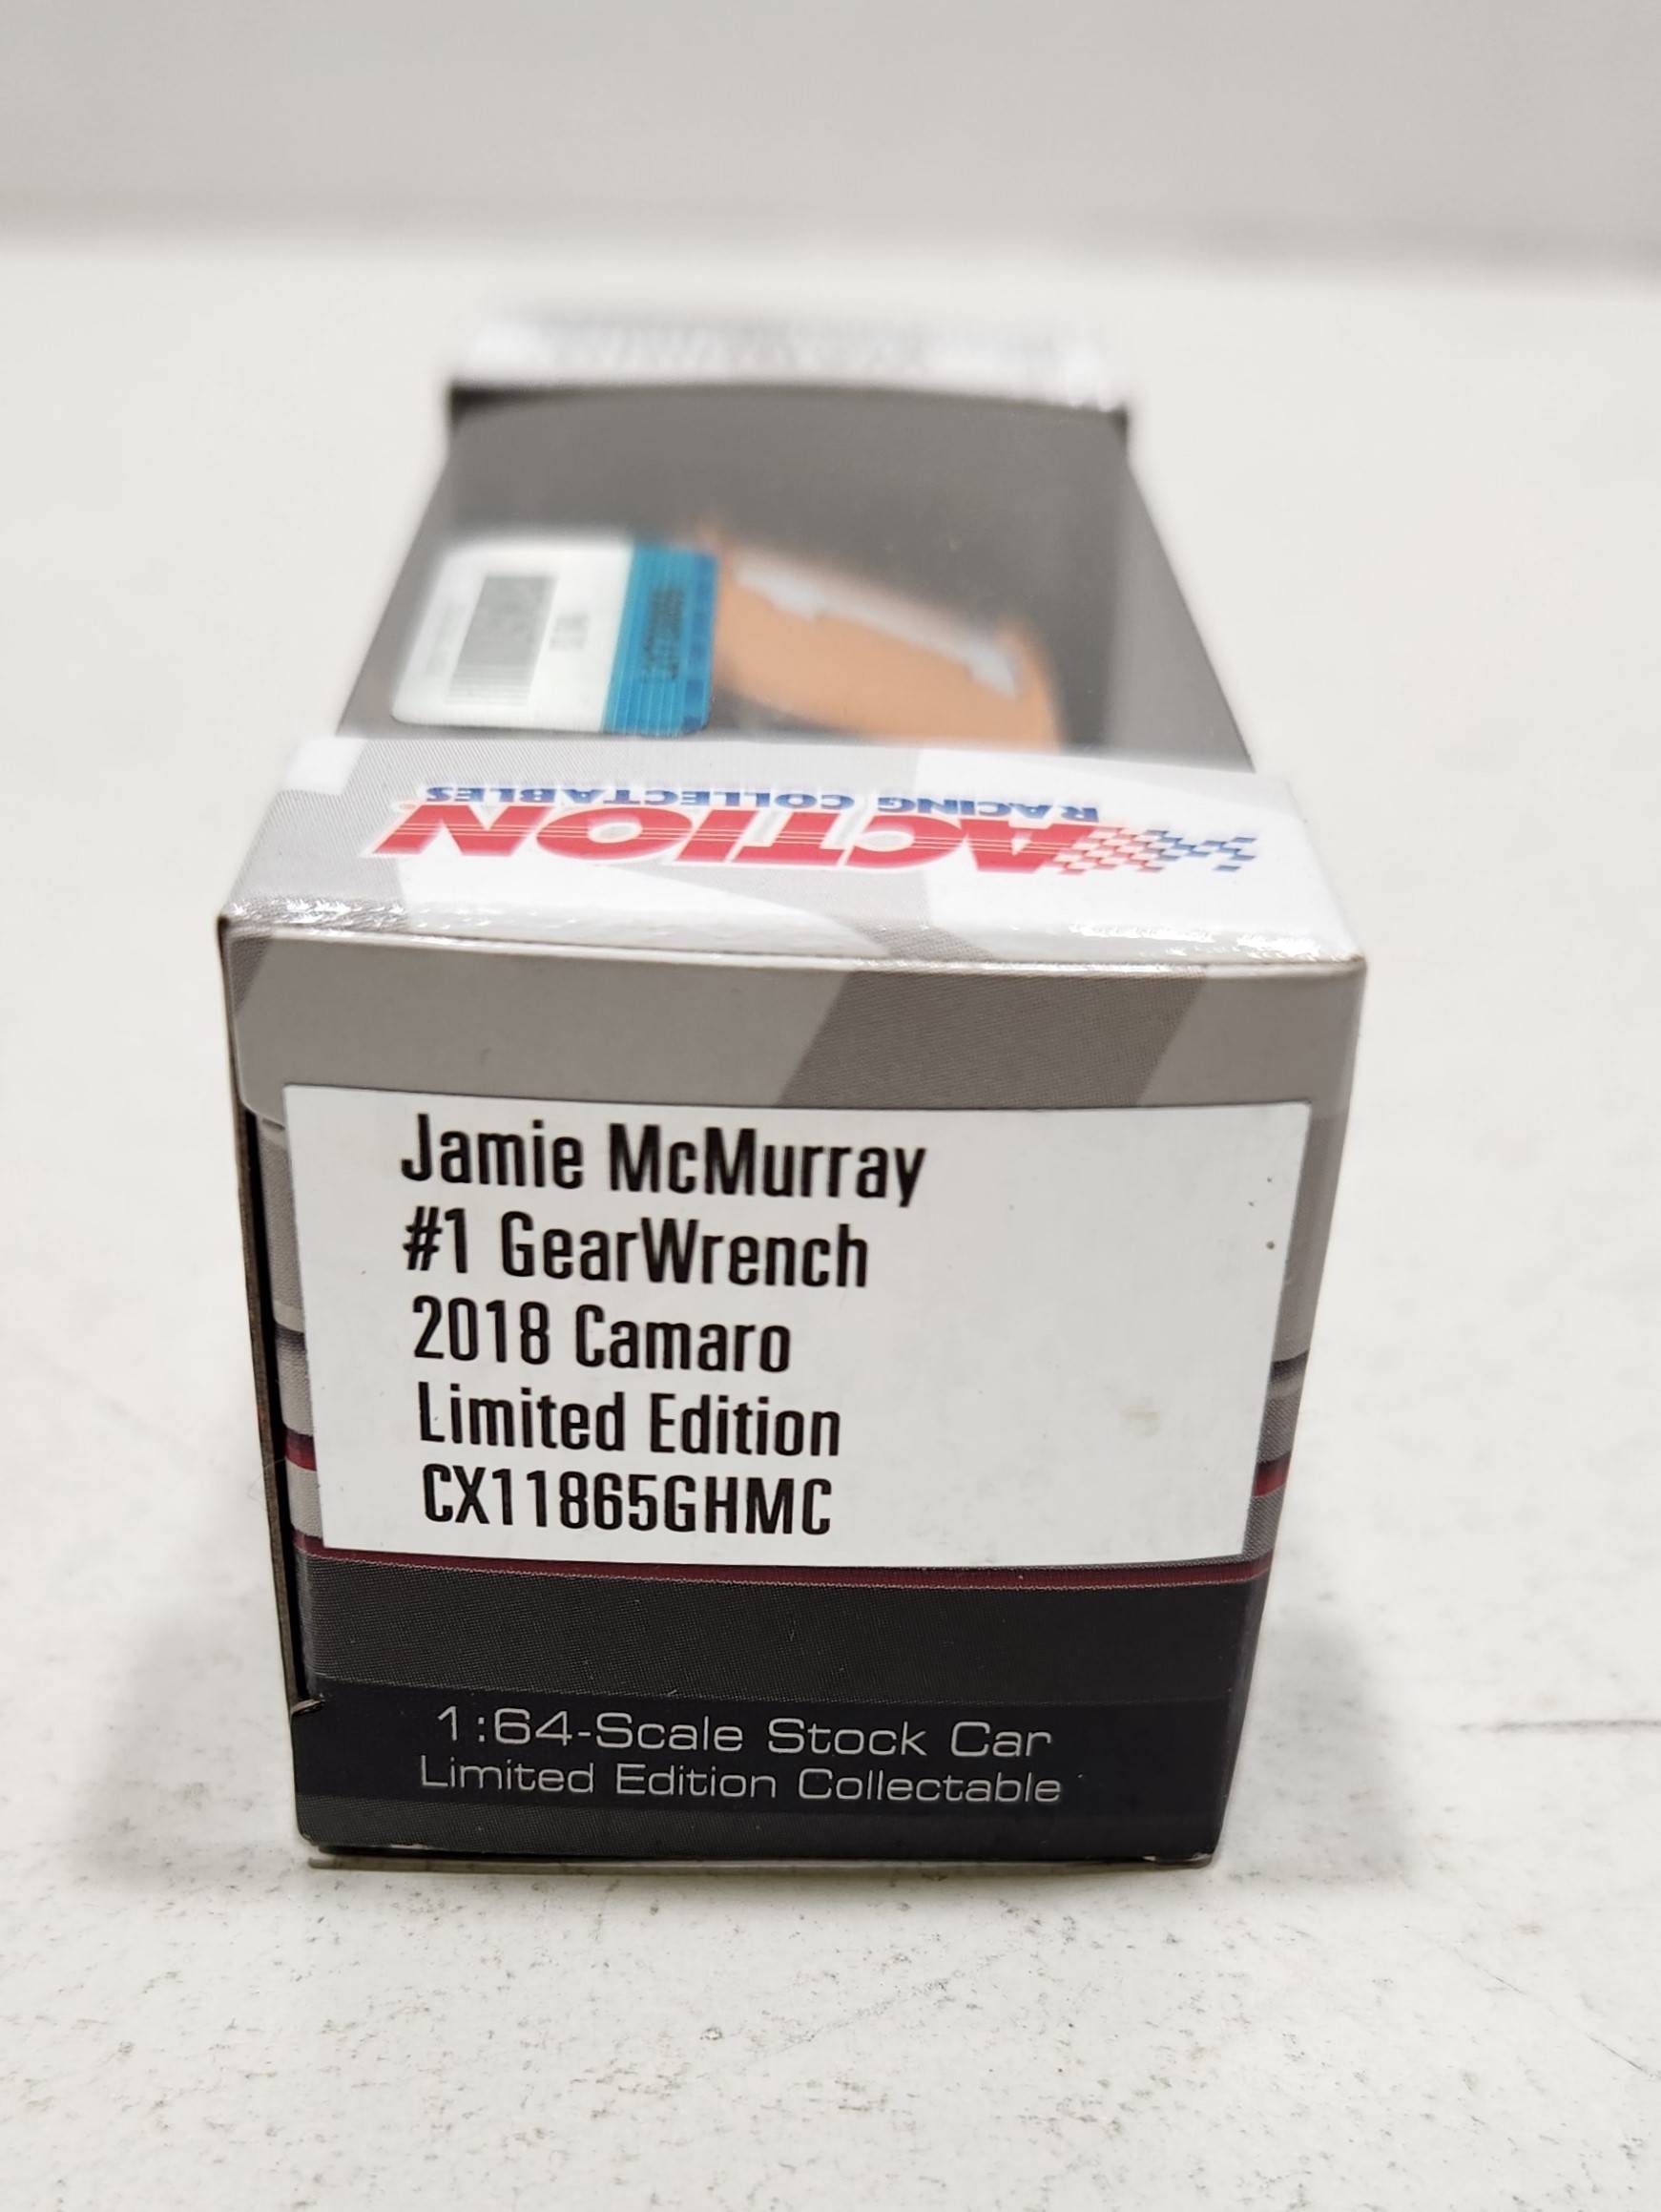 RACING COLLECTABLES
ACTION
Jamie McMurray
#1 GearWrench
2018 Camaro
Limited Edition
CX11865GHMC
1:64-Scale Stock Car
Limited Edition Collectable